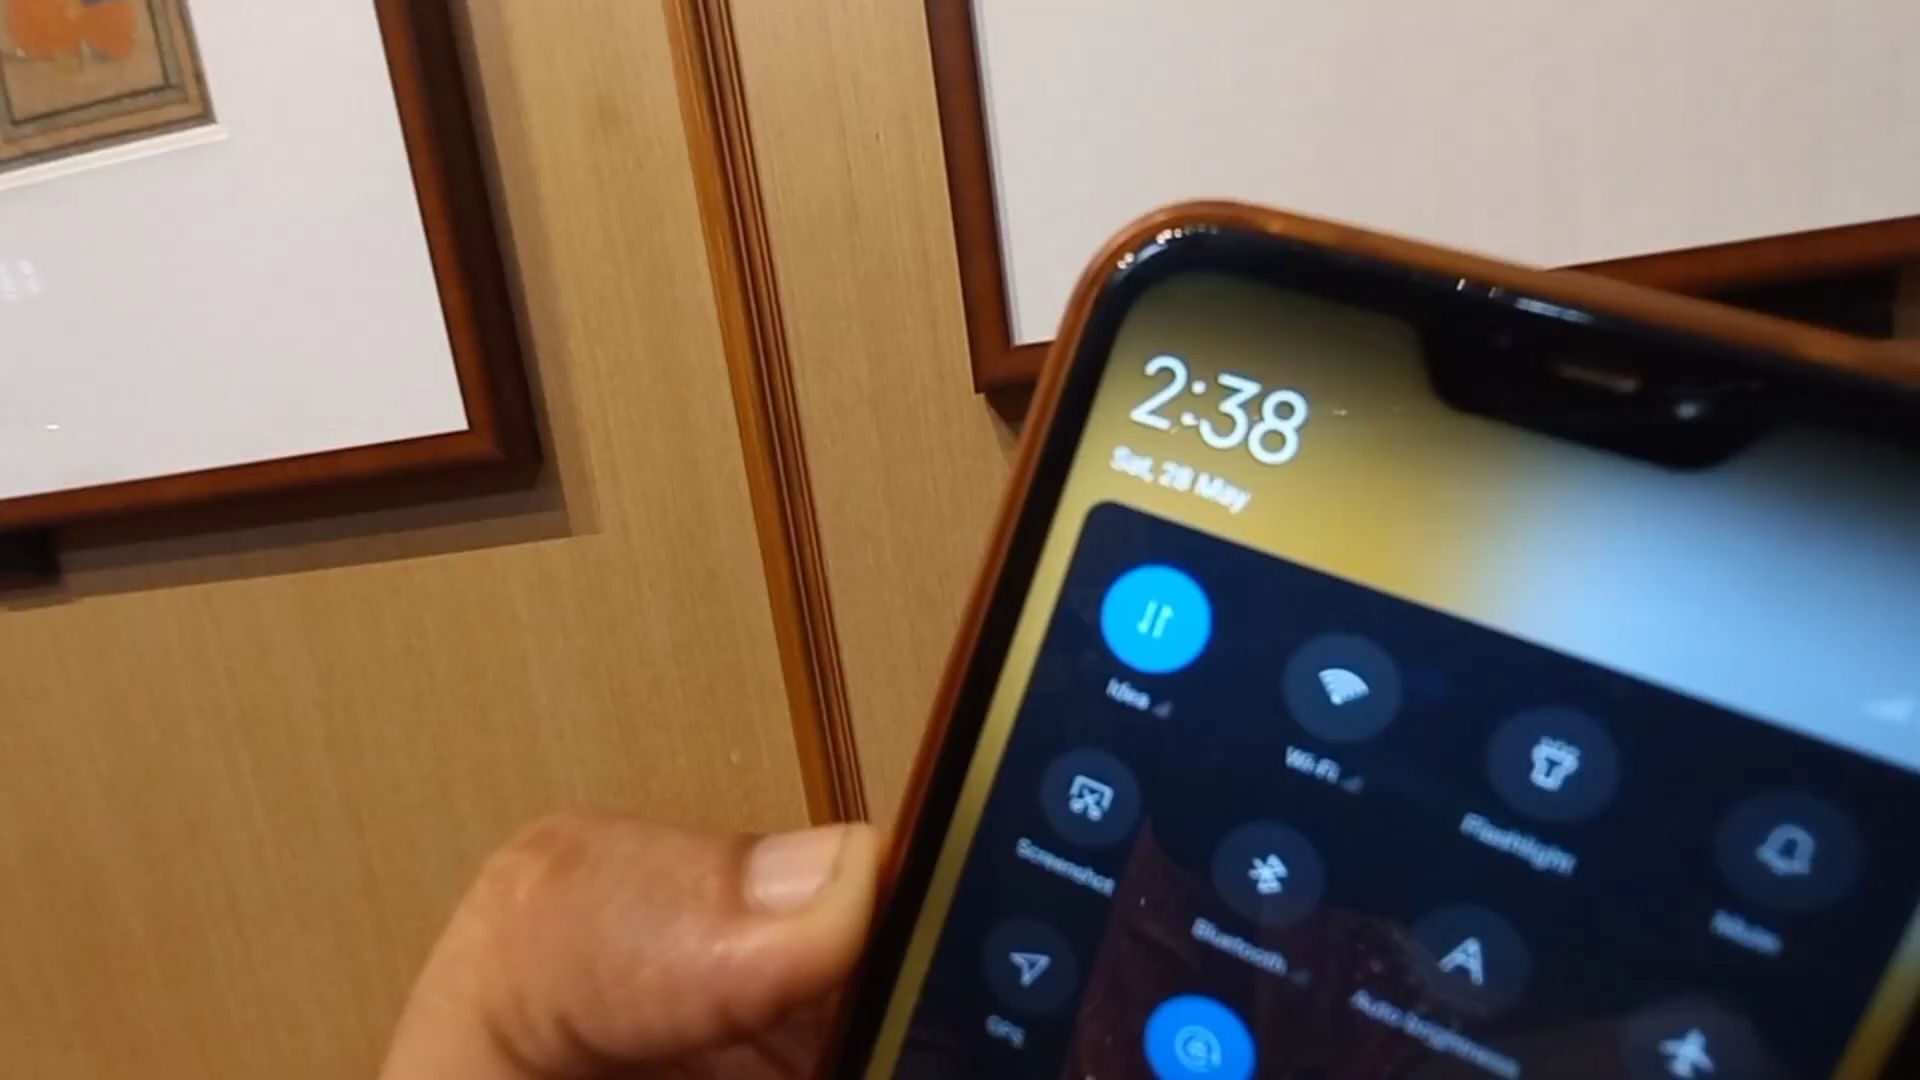 2:38
Sat, 28 May
Idea
Wi-Fi
Flashlight
Mute
Screenshot
Bluetooth
Auto brightness
GPS